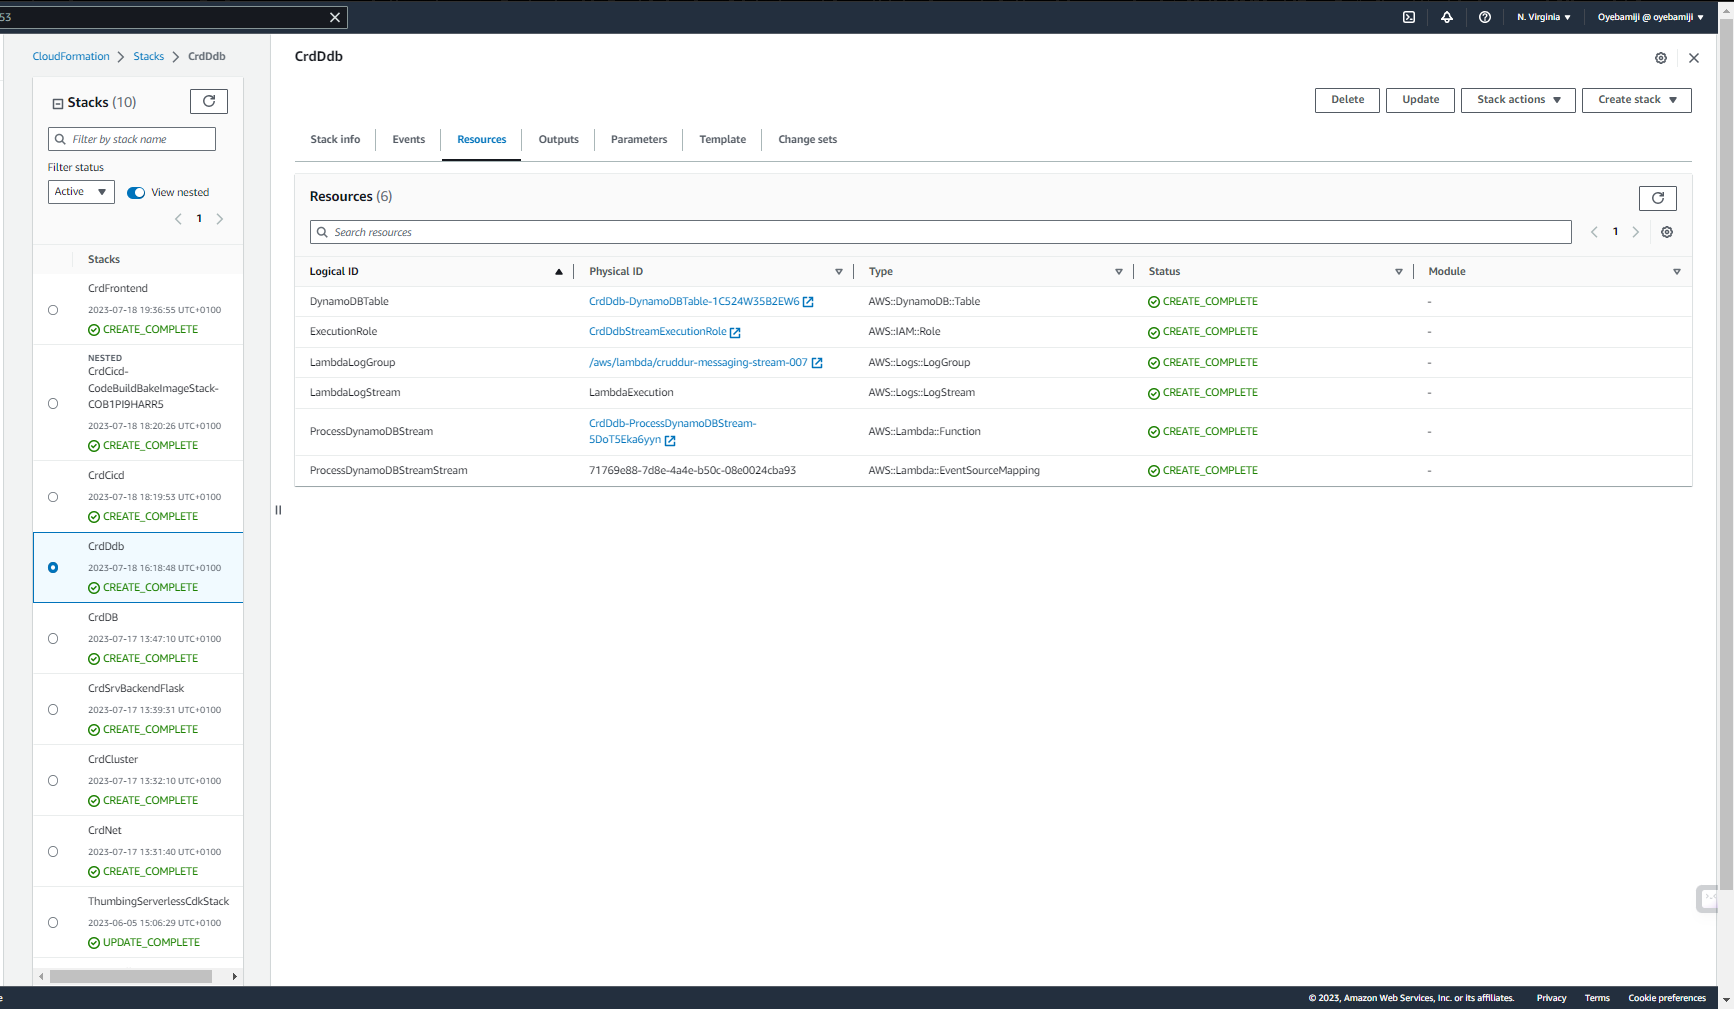 53
N. Virginia
Oyebamiji @ oyebamiji
CloudFormation
Stacks
CrdDdb
Stacks (10)
Filter by stack name
Filter status
Active
View nested
1
Stacks
CrdFrontend
2023-07-18 19:36:55 UTC+0100
CREATE_COMPLETE
NESTED
CrdCicd-
CodeBuildBakeImageStack-
COB1PI9HARR5
2023-07-18 18:20:26 UTC+0100
CREATE_COMPLETE
CrdCicd
2023-07-18 18:19:53 UTC+0100
CREATE_COMPLETE
CrdDdb
2023-07-18 16:18:48 UTC+0100
CREATE_COMPLETE
CrdDB
2023-07-17 13:47:10 UTC+0100
CREATE_COMPLETE
CrdSrvBackendFlask
2023-07-17 13:39:31 UTC+0100
CREATE_COMPLETE
CrdCluster
2023-07-17 13:32:10 UTC+0100
CREATE_COMPLETE
CrdNet
2023-07-17 13:31:40 UTC+0100
CREATE_COMPLETE
ThumbingServerlessCdkStack
2023-06-05 15:06:29 UTC+0100
UPDATE_COMPLETE
CrdDdb
Delete
Update
Stack actions
Create stack
Stack info
Events
Resources
Outputs
Parameters
Template
Change sets
Resources (6)
Search resources
1
Logical ID Physical ID Type Status Module
DynamoDBTable CrdDdb-DynamoDBTable-1C524W35B2EW6 AWS::DynamoDB::Table CREATE_COMPLETE -
ExecutionRole CrdDdbStreamExecutionRole AWS::IAM::Role CREATE_COMPLETE -
LambdaLogGroup /aws/lambda/cruddur-messaging-stream-007 AWS::Logs::LogGroup CREATE_COMPLETE -
LambdaLogStream LambdaExecution AWS::Logs::LogStream CREATE_COMPLETE -
ProcessDynamoDBStream CrdDdb-ProcessDynamoDBStream- AWS::Lambda::Function CREATE_COMPLETE -
5DoT5Eka6yyn
ProcessDynamoDBStreamStream 71769e88-7d8e-4a4e-b50c-08e0024cba93 AWS::Lambda::EventSourceMapping CREATE_COMPLETE -
e
© 2023, Amazon Web Services, Inc. or its affiliates. Privacy Terms Cookie preferences